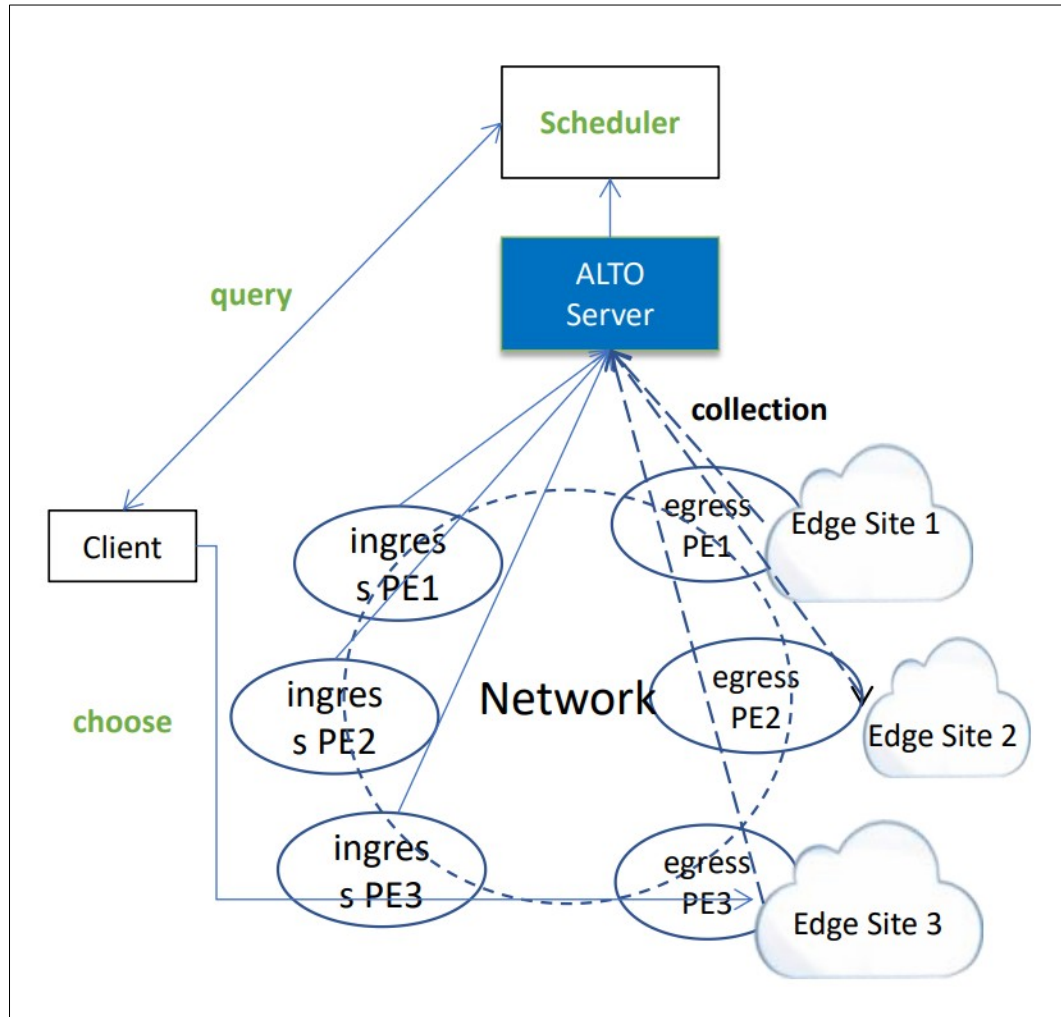 Scheduler
ALTO
Server
query
collection
Client
ingres
s PE1
egress
PE1
Edge Site 1
choose
ingres
s PE2
Network
egress
PE2
Edge Site 2
ingres
s PE3
egress
PE3
Edge Site 3